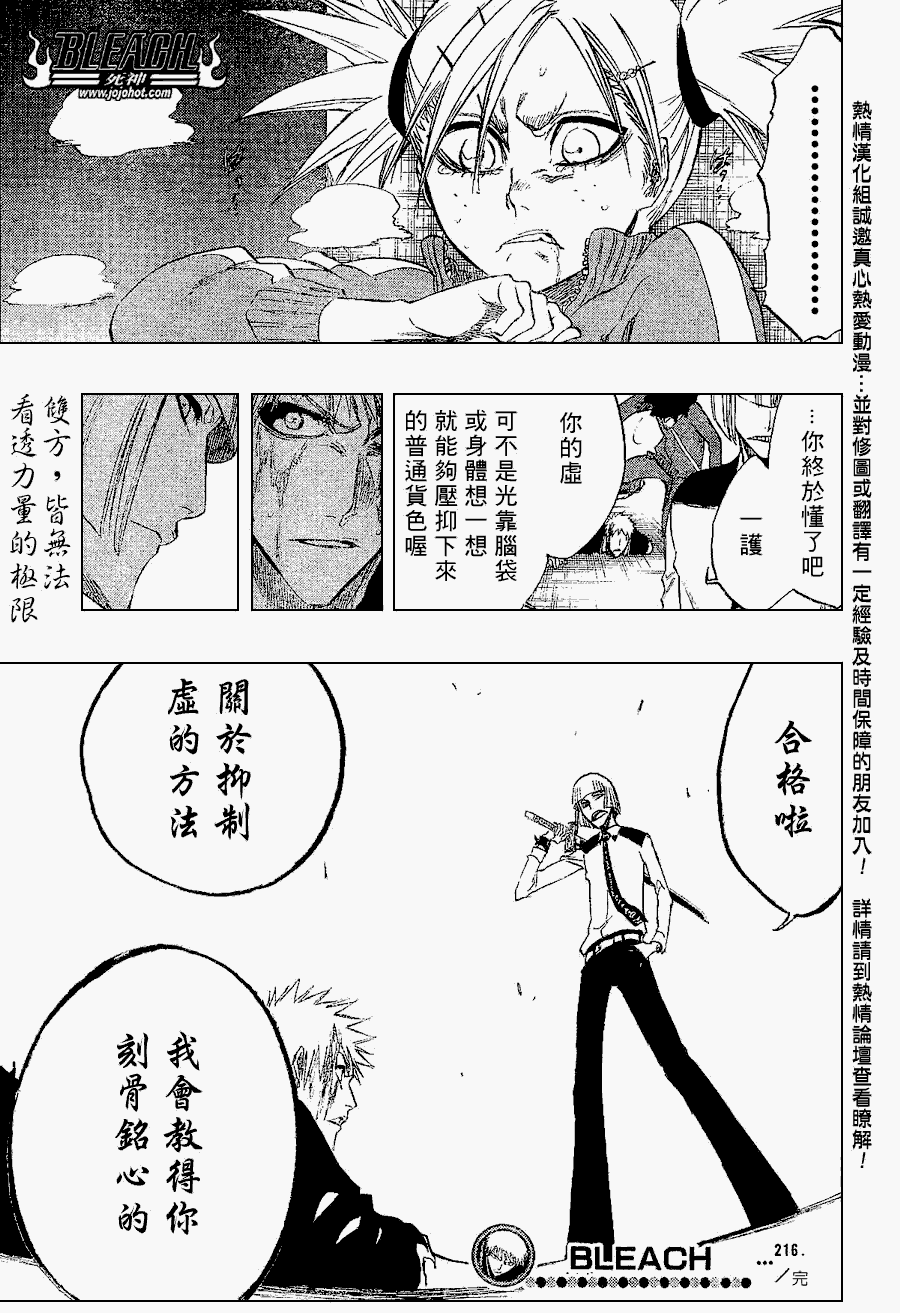 BLEACH
死神
www.jojohot.com
………………
…你終於懂了吧
一護
你的虛
可不是光靠腦袋
或身體想一想
就能夠壓抑下來
的普通貨色喔
雙方，皆無法
看透力量的極限
合格啦
關於抑制
虛的方法
我會教得你
刻骨銘心的
BLEACH
…
216.
/完
熱情漢化組誠邀真心熱愛動漫…並對修圖或翻譯有一定經驗及時間保障的朋友加入！ 詳情請到熱情論壇查看瞭解！